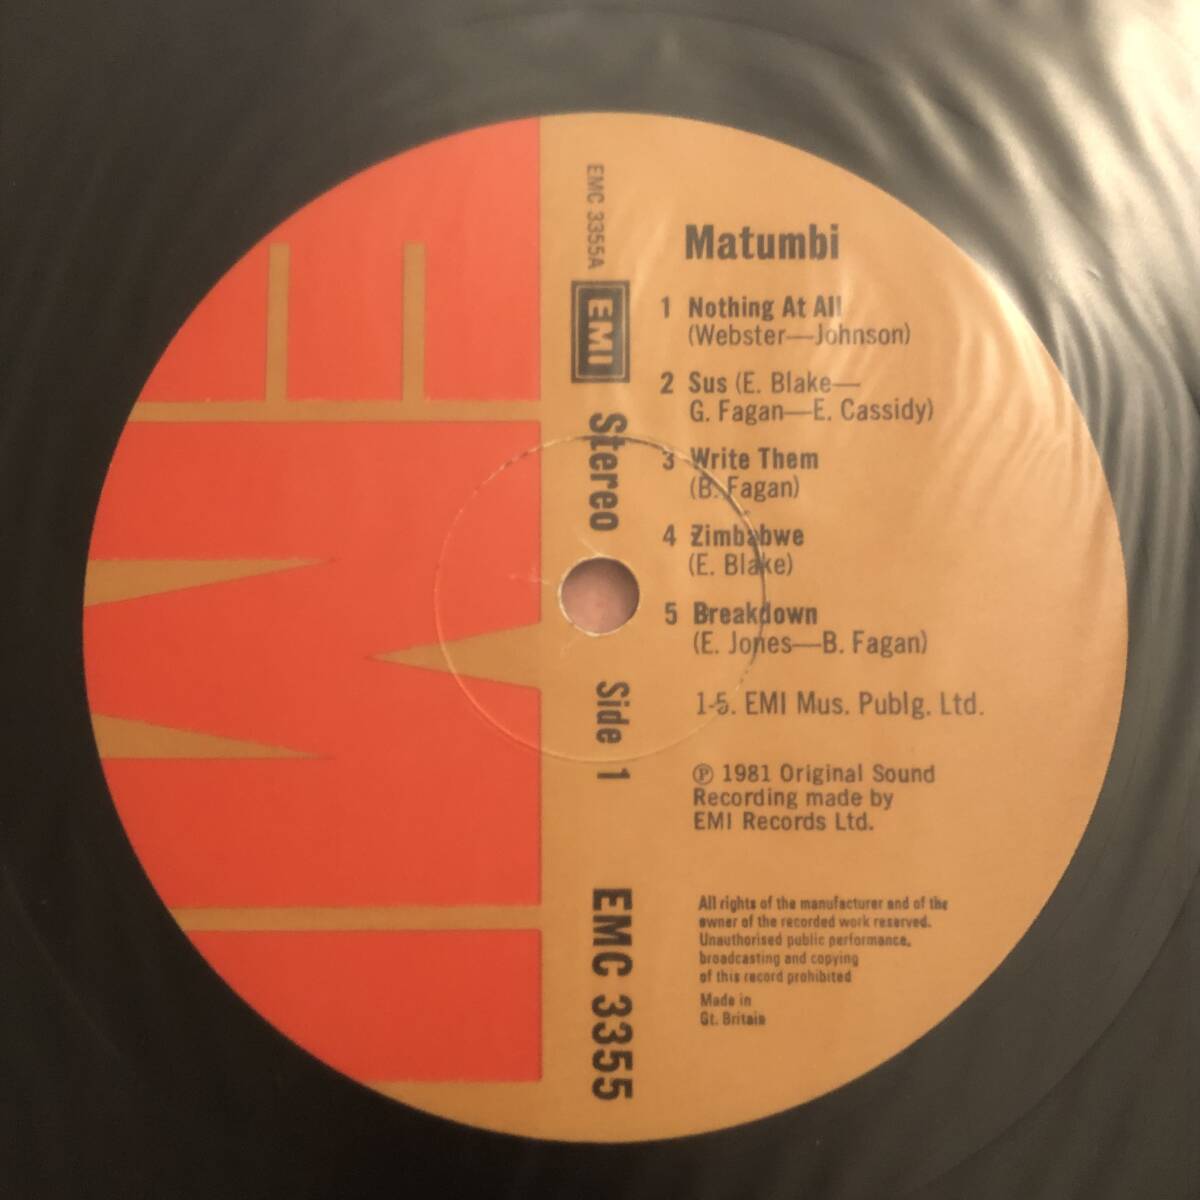 EMC 3355A
EMI
Stereo
Side 1
EMC 3355
Matumbi
1 Nothing At All
(Webster—Johnson)
2 Sus (E. Blake—
G. Fagan—E. Cassidy)
3 Write Them
(B. Fagan)
4 Zimbabwe
(E. Blake)
5 Breakdown
(E. Jones—B. Fagan)
1-5. EMI Mus. Publg. Ltd.
℗ 1981 Original Sound
Recording made by
EMI Records Ltd.
All rights of the manufacturer and of the
owner of the recorded work reserved.
Unauthorised public performance,
broadcasting and copying
of this record prohibited
Made in
Gt. Britain